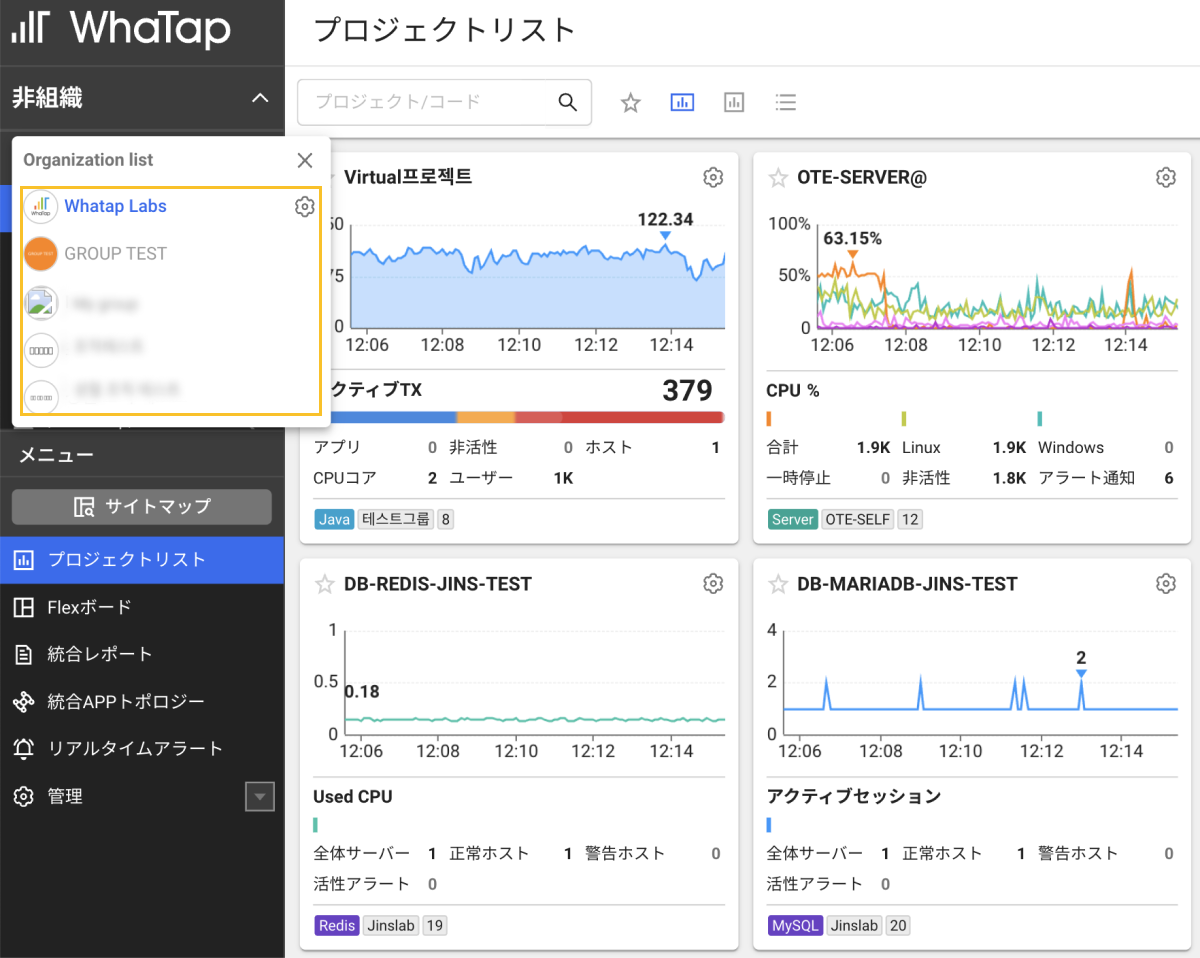 WhaTap
非組織
Organization list
Whatap Labs
GROUP TEST
メニュー
サイトマップ
プロジェクトリスト
Flexボード
統合レポート
統合APPトポロジー
リアルタイムアラート
管理
プロジェクトリスト
プロジェクト/コード
Virtual프로젝트
122.34
0
12:06 12:08 12:10 12:12 12:14
クティブTX 379
アプリ 0 非活性 0 ホスト 1
CPUコア 2 ユーザー 1K
Java テストグループ 8
OTE-SERVER@
100%
63.15%
50%
0
12:06 12:08 12:10 12:12 12:14
CPU %
合計 1.9K Linux 1.9K Windows 0
一時停止 0 非活性 1.8K アラート通知 6
Server OTE-SELF 12
DB-REDIS-JINS-TEST
1
0.5
0.18
0
12:06 12:08 12:10 12:12 12:14
Used CPU
全体サーバー 1 正常ホスト 1 警告ホスト 0
活性アラート 0
Redis Jinslab 19
DB-MARIADB-JINS-TEST
4
2
2
0
12:06 12:08 12:10 12:12 12:14
アクティブセッション
全体サーバー 1 正常ホスト 1 警告ホスト 0
活性アラート 0
MySQL Jinslab 20